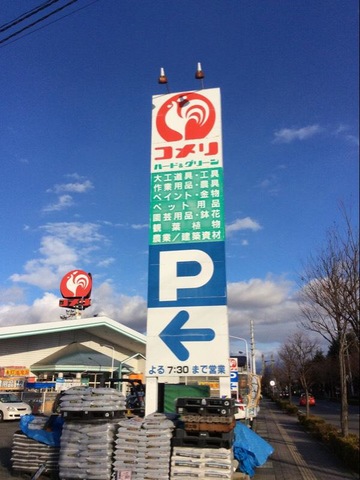 コメリ
ハード&グリーン
大工道具・工具
作業用品・農具
ペイント・金物
ペット用品
園芸用品・鉢花
観葉植物
農業/建築資材
P
よる7:30まで営業
コメリ